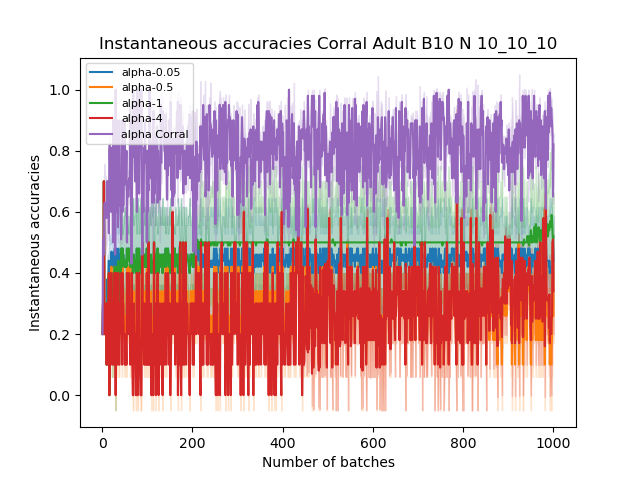 Instantaneous accuracies Corral Adult B10 N 10_10_10
alpha-0.05
alpha-0.5
alpha-1
alpha-4
alpha Corral
1.0
0.8
0.6
0.4
0.2
0.0
Instantaneous accuracies
0
200
400
600
800
1000
Number of batches